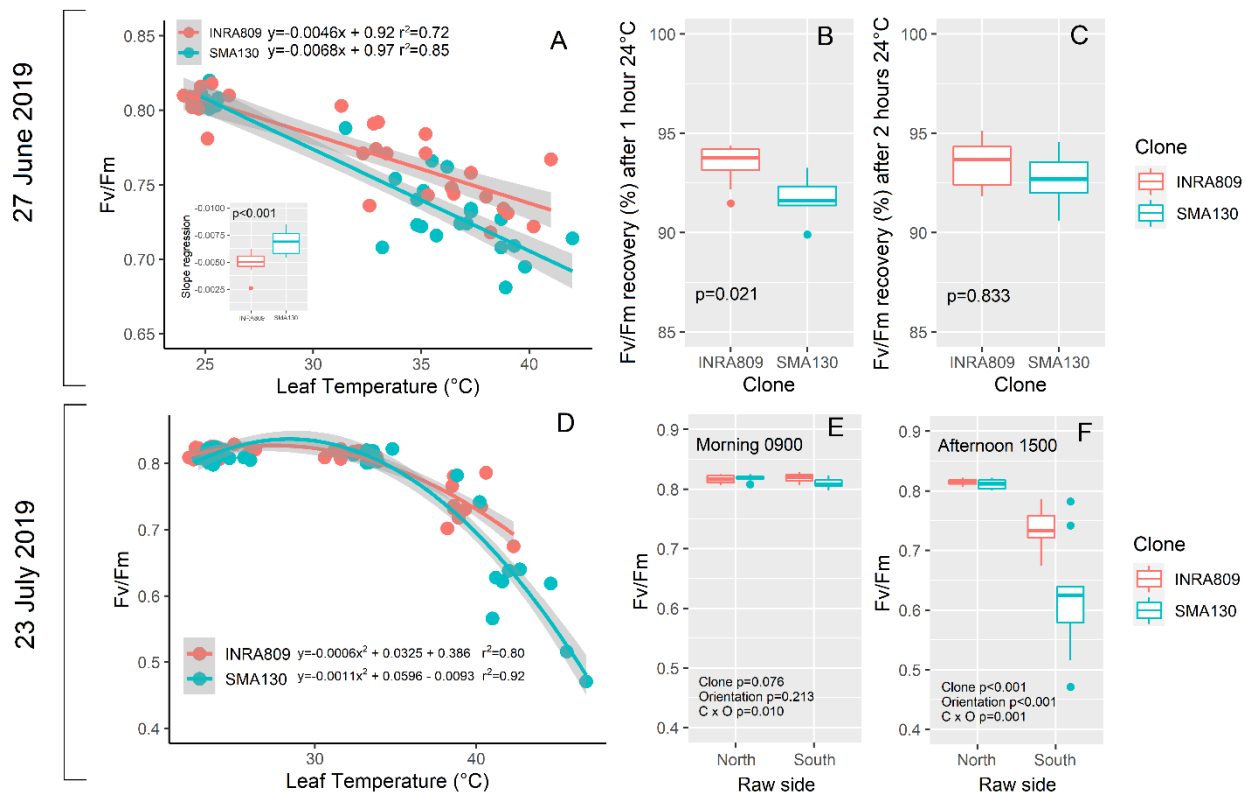 27 June 2019
A
INRA809 y=-0.0046x + 0.92 r²=0.72
SMA130 y=-0.0068x + 0.97 r²=0.85
Fv/Fm
0.80
0.75
0.70
0.65
25
30
35
40
Leaf Temperature (°C)
p<0.001
Slope regression
-0.0100
-0.0075
-0.0050
-0.0025
INRA809
SMA130
B
Fv/Fm recovery (%) after 1 hour 24°C
100
95
90
85
p=0.021
INRA809
SMA130
Clone
C
Fv/Fm recovery (%) after 2 hours 24°C
100
95
90
85
p=0.833
INRA809
SMA130
Clone
Clone
INRA809
SMA130
23 July 2019
D
Fv/Fm
0.8
0.7
0.6
0.5
0.4
INRA809 y=-0.0006x² + 0.0325 + 0.386 r²=0.80
SMA130 y=-0.0011x² + 0.0596 - 0.0093 r²=0.92
30
40
Leaf Temperature (°C)
E
Morning 0900
Fv/Fm
0.9
0.8
0.7
0.6
0.5
0.4
Clone p=0.076
Orientation p=0.213
C x O p=0.010
North
South
Raw side
F
Afternoon 1500
Fv/Fm
0.9
0.8
0.7
0.6
0.5
0.4
Clone p<0.001
Orientation p<0.001
C x O p=0.001
North
South
Raw side
Clone
INRA809
SMA130